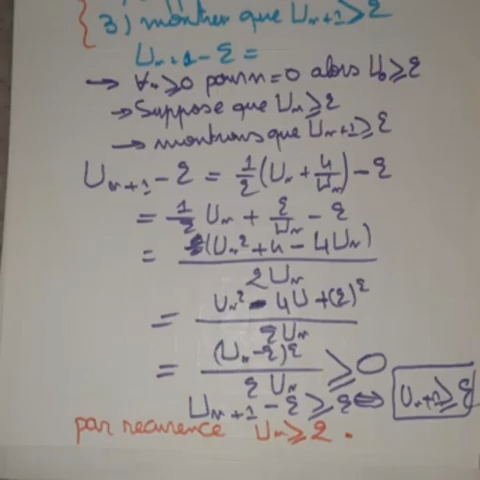 3) montrer que Uₙ₊₁ ≥ 2
Uₙ₊₁ - 2 =
→ ∀n ≥ 0 pour n = 0 alors U₀ ≥ 2
→ Suppose que Uₙ ≥ 2
→ montrons que Uₙ₊₁ ≥ 2
Uₙ₊₁ - 2 = 1/2 (Uₙ + 4/Uₙ) - 2
= 1/2 Uₙ + 2/Uₙ - 2
= (Uₙ² + 4 - 4Uₙ) / 2Uₙ
= Uₙ² - 4U + (2)² / 2Uₙ
= (Uₙ - 2)² / 2Uₙ ≥ 0
Uₙ₊₁ - 2 ≥ 2 ⇔ Uₙ₊₁ ≥ 2
par recurence Uₙ ≥ 2 .